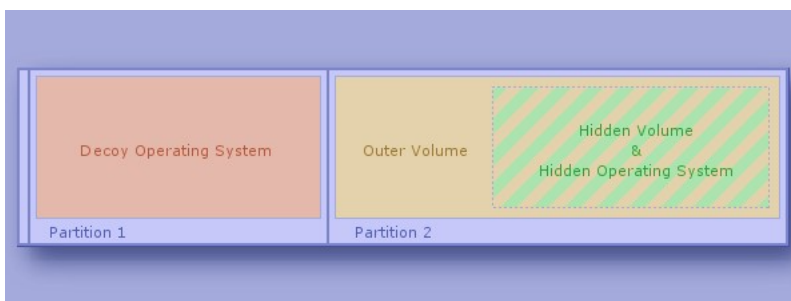 Decoy Operating System
Outer Volume
Hidden Volume
&
Hidden Operating System
Partition 1
Partition 2